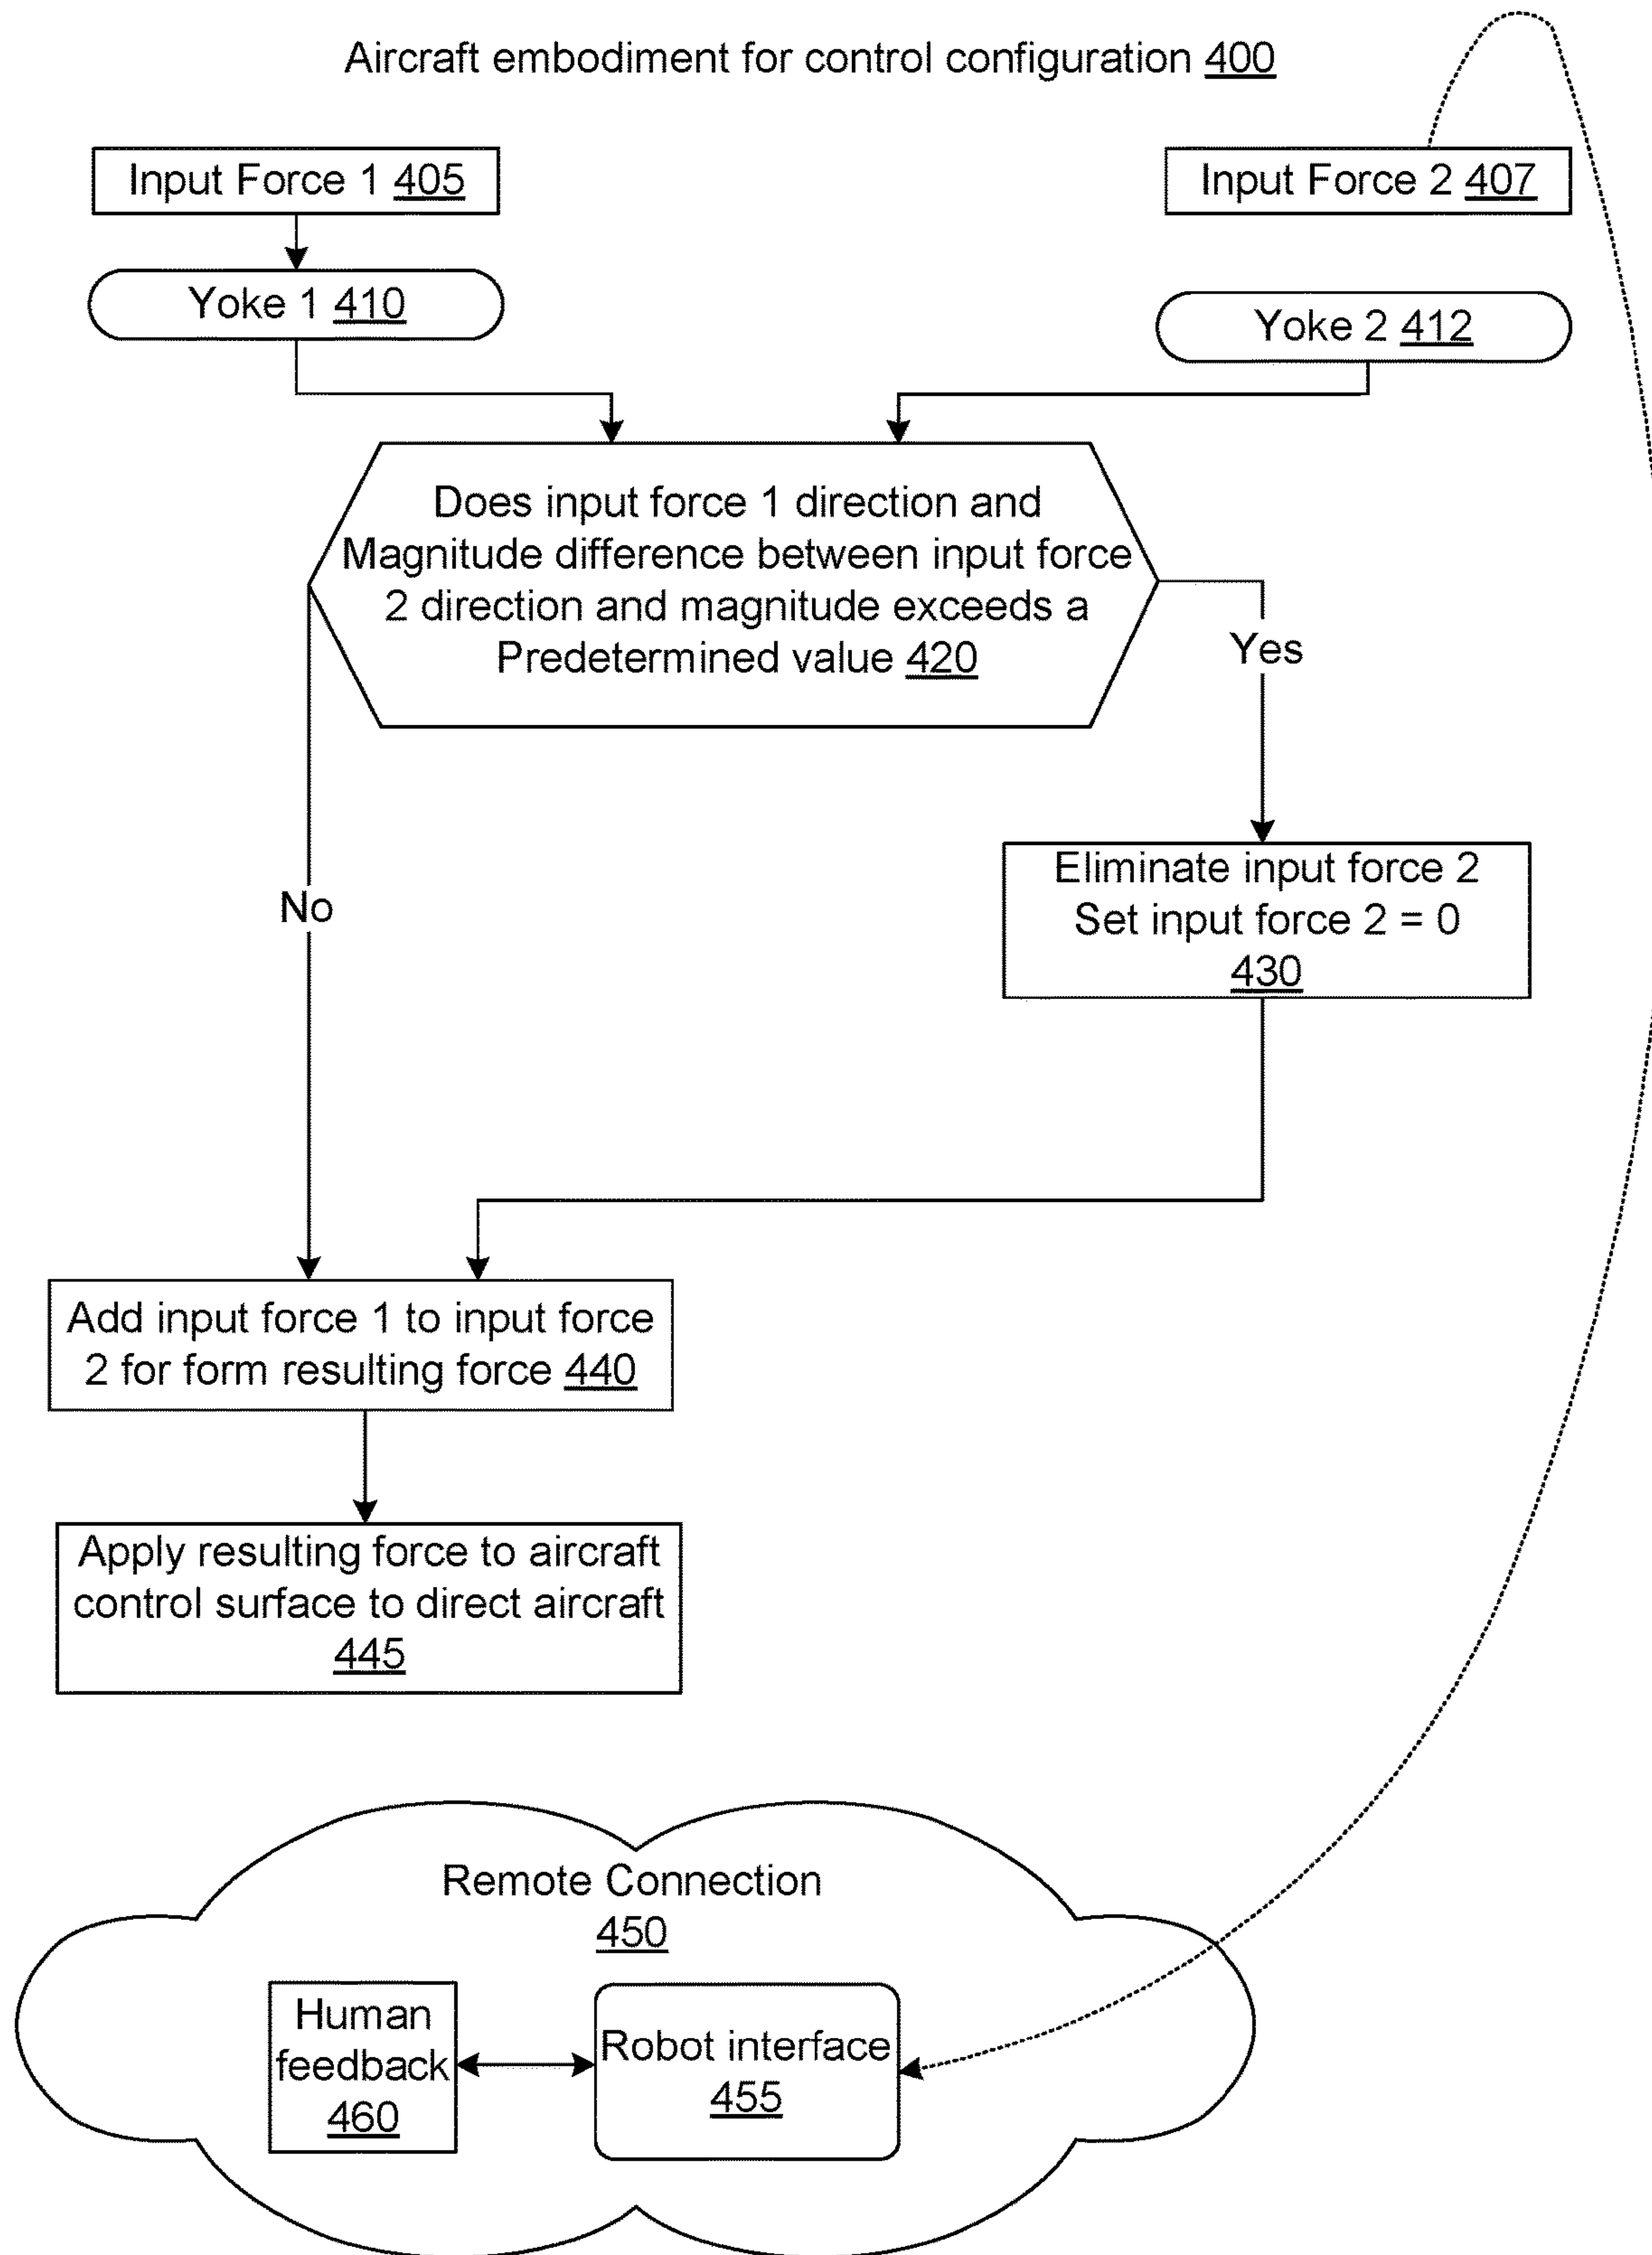 Aircraft embodiment for control configuration 400
Input Force 1 405
Input Force 2 407
Yoke 1 410
Yoke 2 412
Does input force 1 direction and
Magnitude difference between input force
2 direction and magnitude exceeds a
Predetermined value 420
Yes
No
Eliminate input force 2
Set input force 2 = 0
430
Add input force 1 to input force
2 for form resulting force 440
Apply resulting force to aircraft
control surface to direct aircraft
445
Remote Connection
450
Human
feedback
460
Robot interface
455